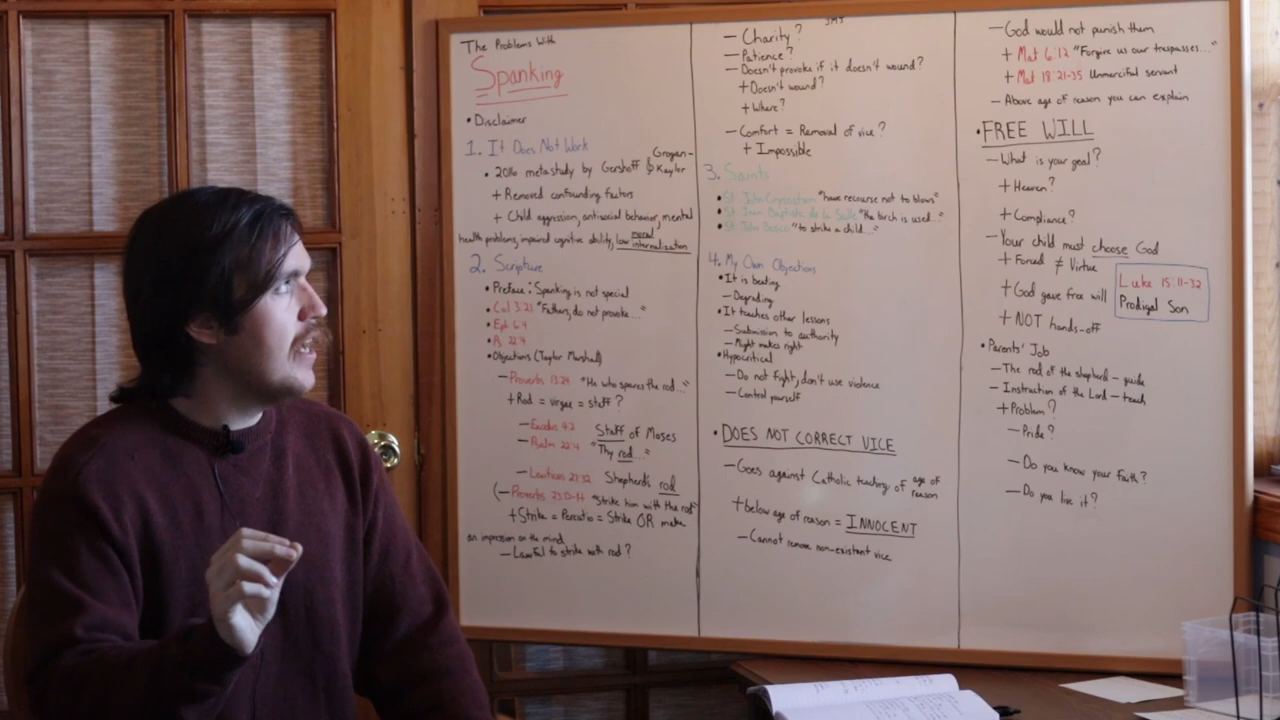 The Problems With
Spanking
• Disclaimer
1. It Does Not Work
• 2016 metastudy by Gershoff & Grogan-Kaylor
+ Removed confounding factors
+ Child aggression, antisocial behavior, mental
health problems, impaired cognitive ability, low moral internalization
2. Scripture
• Preface: Spanking is not special
• Col 3:21 "Fathers, do not provoke..."
• Eph 6:4
• Ps 22:4
• Objections (Taylor Marshall)
– Proverbs 13:24 "He who spares the rod..."
+ Rod = virgae = staff?
– Exodus 4:2 Staff of Moses
– Psalm 22:4 "Thy rod..."
– Leviticus 27:32 Shepherd's rod
(– Proverbs 23:13-14 "Strike him with the rod"
+ Strike = Percutio = Strike OR make
an impression on the mind
– Lawful to strike with rod?
– Charity?
– Patience?
– Doesn't provoke if it doesn't wound?
+ Doesn't wound?
+ Where?
– Comfort = Removal of vice?
+ Impossible
3. Saints
• St. John Chrysostom "have recourse not to blows"
• St. Jean Baptiste de la Salle "the birch is used..."
• St John Bosco "to strike a child..."
4. My Own Objections
• It is beating
– Degrading
• It teaches other lessons
– Submission to authority
– Might makes right
• Hypocritical
– Do not fight, don't use violence
– Control yourself
• DOES NOT CORRECT VICE
– Goes against Catholic teaching of age of reason
+ below age of reason = INNOCENT
– Cannot remove non-existant vice
– God would not punish them
+ Mat 6:12 "Forgive us our trespasses..."
+ Mat 18:21-35 Unmerciful servant
– Above age of reason you can explain
• FREE WILL
– What is your goal?
+ Heaven?
+ Compliance?
– Your child must choose God
+ Forced ≠ Virtue
+ God gave free will
+ NOT hands-off
Luke 15:11-32
Prodigal Son
• Parents' Job
– The rod of the shepherd – guide
– Instruction of the Lord – teach
+ Problem?
– Pride?
– Do you know your faith?
– Do you live it?